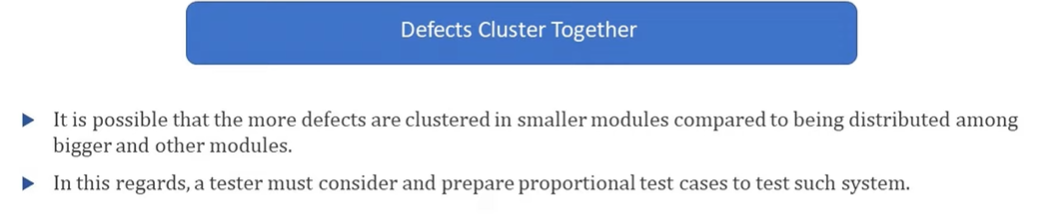 Defects Cluster Together
It is possible that the more defects are clustered in smaller modules compared to being distributed among
bigger and other modules.
In this regards, a tester must consider and prepare proportional test cases to test such system.